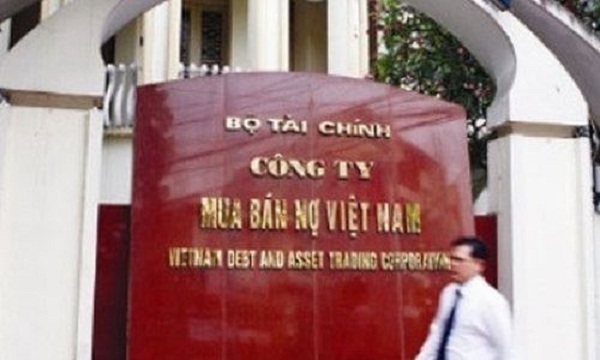 BỘ TÀI CHÍNH
CÔNG TY
MUA BÁN NỢ VIỆT NAM
VIETNAM DEBT AND ASSET TRADING CORPORATION